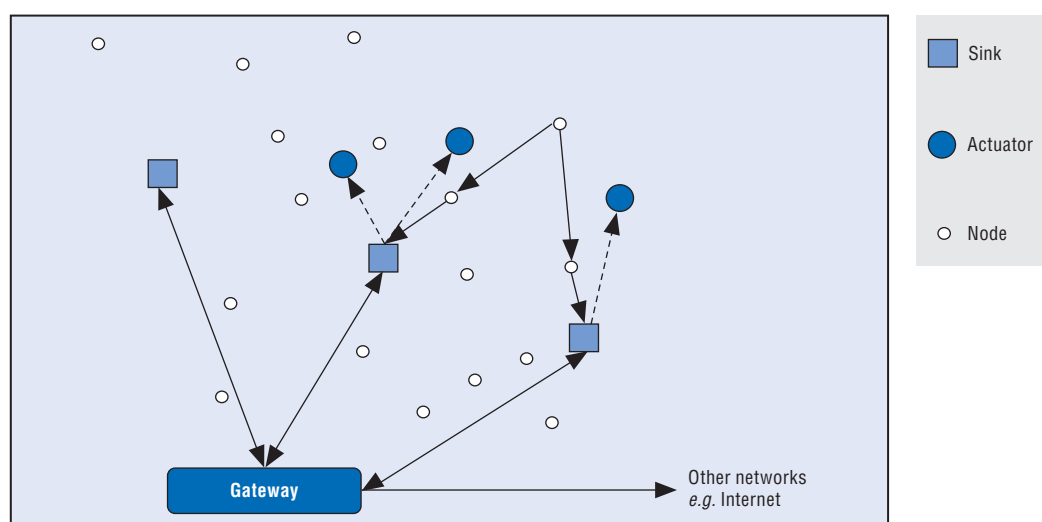 Sink
Actuator
Node
Gateway
Other networks
e.g. Internet